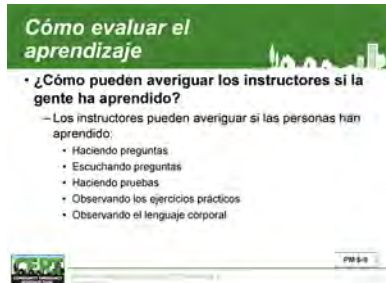 Cómo evaluar el
aprendizaje
• ¿Cómo pueden averiguar los instructores si la
gente ha aprendido?
– Los instructores pueden averiguar si las personas han
aprendido:
• Haciendo preguntas
• Escuchando preguntas
• Haciendo pruebas
• Observando los ejercicios prácticos
• Observando el lenguaje corporal